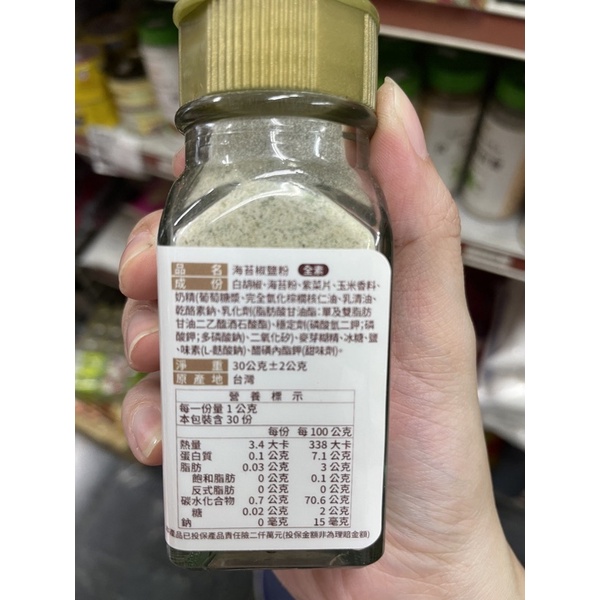 品名 海苔椒鹽粉 全素
成份 白胡椒、海苔粉、紫菜片、玉米香料、
奶精(葡萄糖漿、完全氫化棕櫚核仁油、乳清油、
乾酪素鈉、乳化劑(脂肪酸甘油酯:單及雙脂肪
甘油二乙醯酒石酸酯)、穩定劑(磷酸氫二鉀;磷
酸鉀;多磷酸鈉)、二氧化矽)、麥芽糊精、冰糖、鹽
、味素(L-麩酸鈉)、醋磺內酯鉀(甜味劑)。
淨重 30公克±2公克
原產地 台灣
營養標示
每一份量 1 公克
本包裝含 30 份
每份 每 100 公克
熱量 3.4 大卡 338 大卡
蛋白質 0.1 公克 7.1 公克
脂肪 0.03 公克 3 公克
飽和脂肪 0 公克 0.1 公克
反式脂肪 0 公克 0 公克
碳水化合物 0.7 公克 70.6 公克
糖 0.02 公克 2 公克
鈉 0 毫克 15 毫克
產品已投保產品責任險二仟萬元(投保金額非為理賠金額)